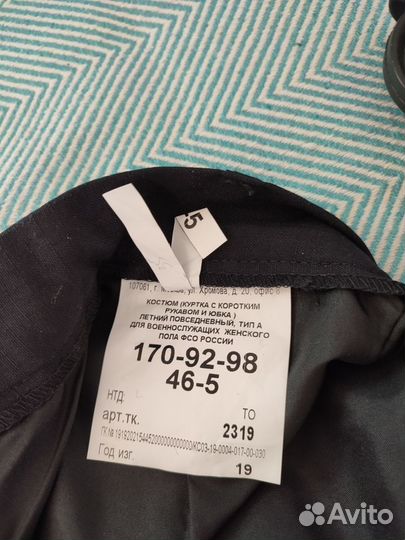 .5
107061, г. ул. Хромова, д. 20, офис 6
КОСТЮМ (КУРТКА С КОРОТКИМ
РУКАВОМ И ЮБКА )
ЛЕТНИЙ ПОВСЕДНЕВНЫЙ, ТИП А
ДЛЯ ВОЕННОСЛУЖАЩИХ ЖЕНСКОГО
ПОЛА ФСО РОССИИ
170-92-98
46-5
НТД. ТО
арт.тк. 2319
Год изг. 19
Avito